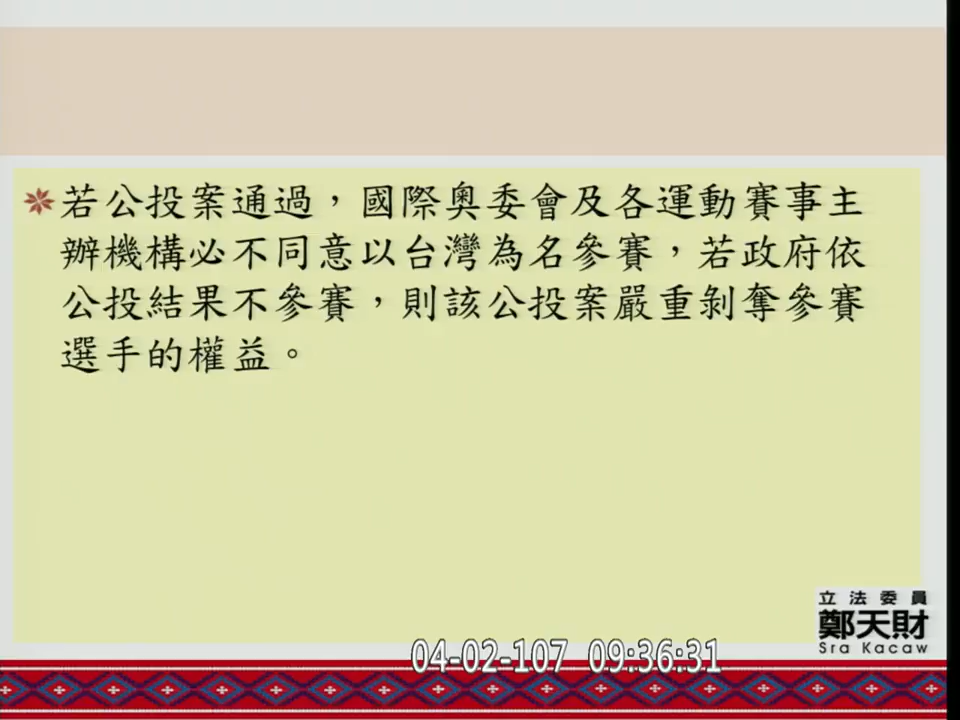 若公投案通過，國際奧委會及各運動賽事主
辦機構必不同意以台灣為名參賽，若政府依
公投結果不參賽，則該公投案嚴重剝奪參賽
選手的權益。
立法委員
鄭天財
Sra Kacaw
04-02-107 09:36:31